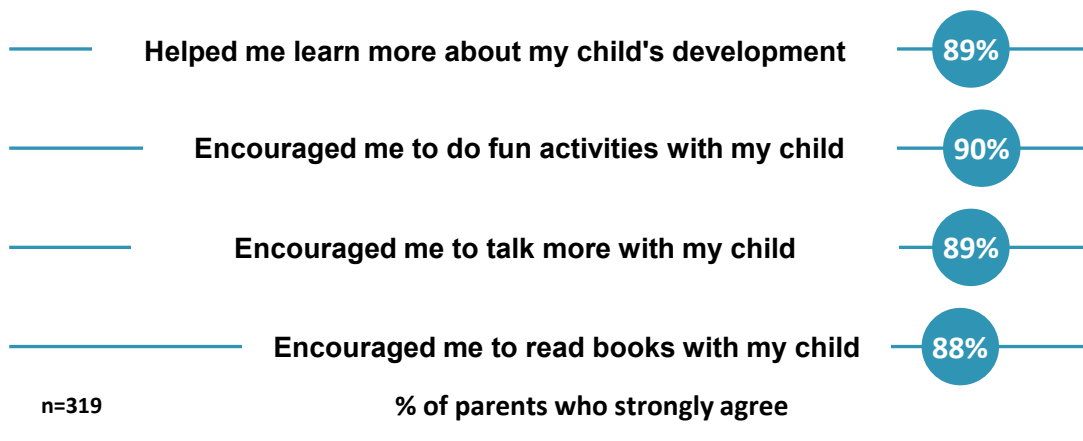 Helped me learn more about my child's development 89%
Encouraged me to do fun activities with my child 90%
Encouraged me to talk more with my child 89%
Encouraged me to read books with my child 88%
n=319 % of parents who strongly agree